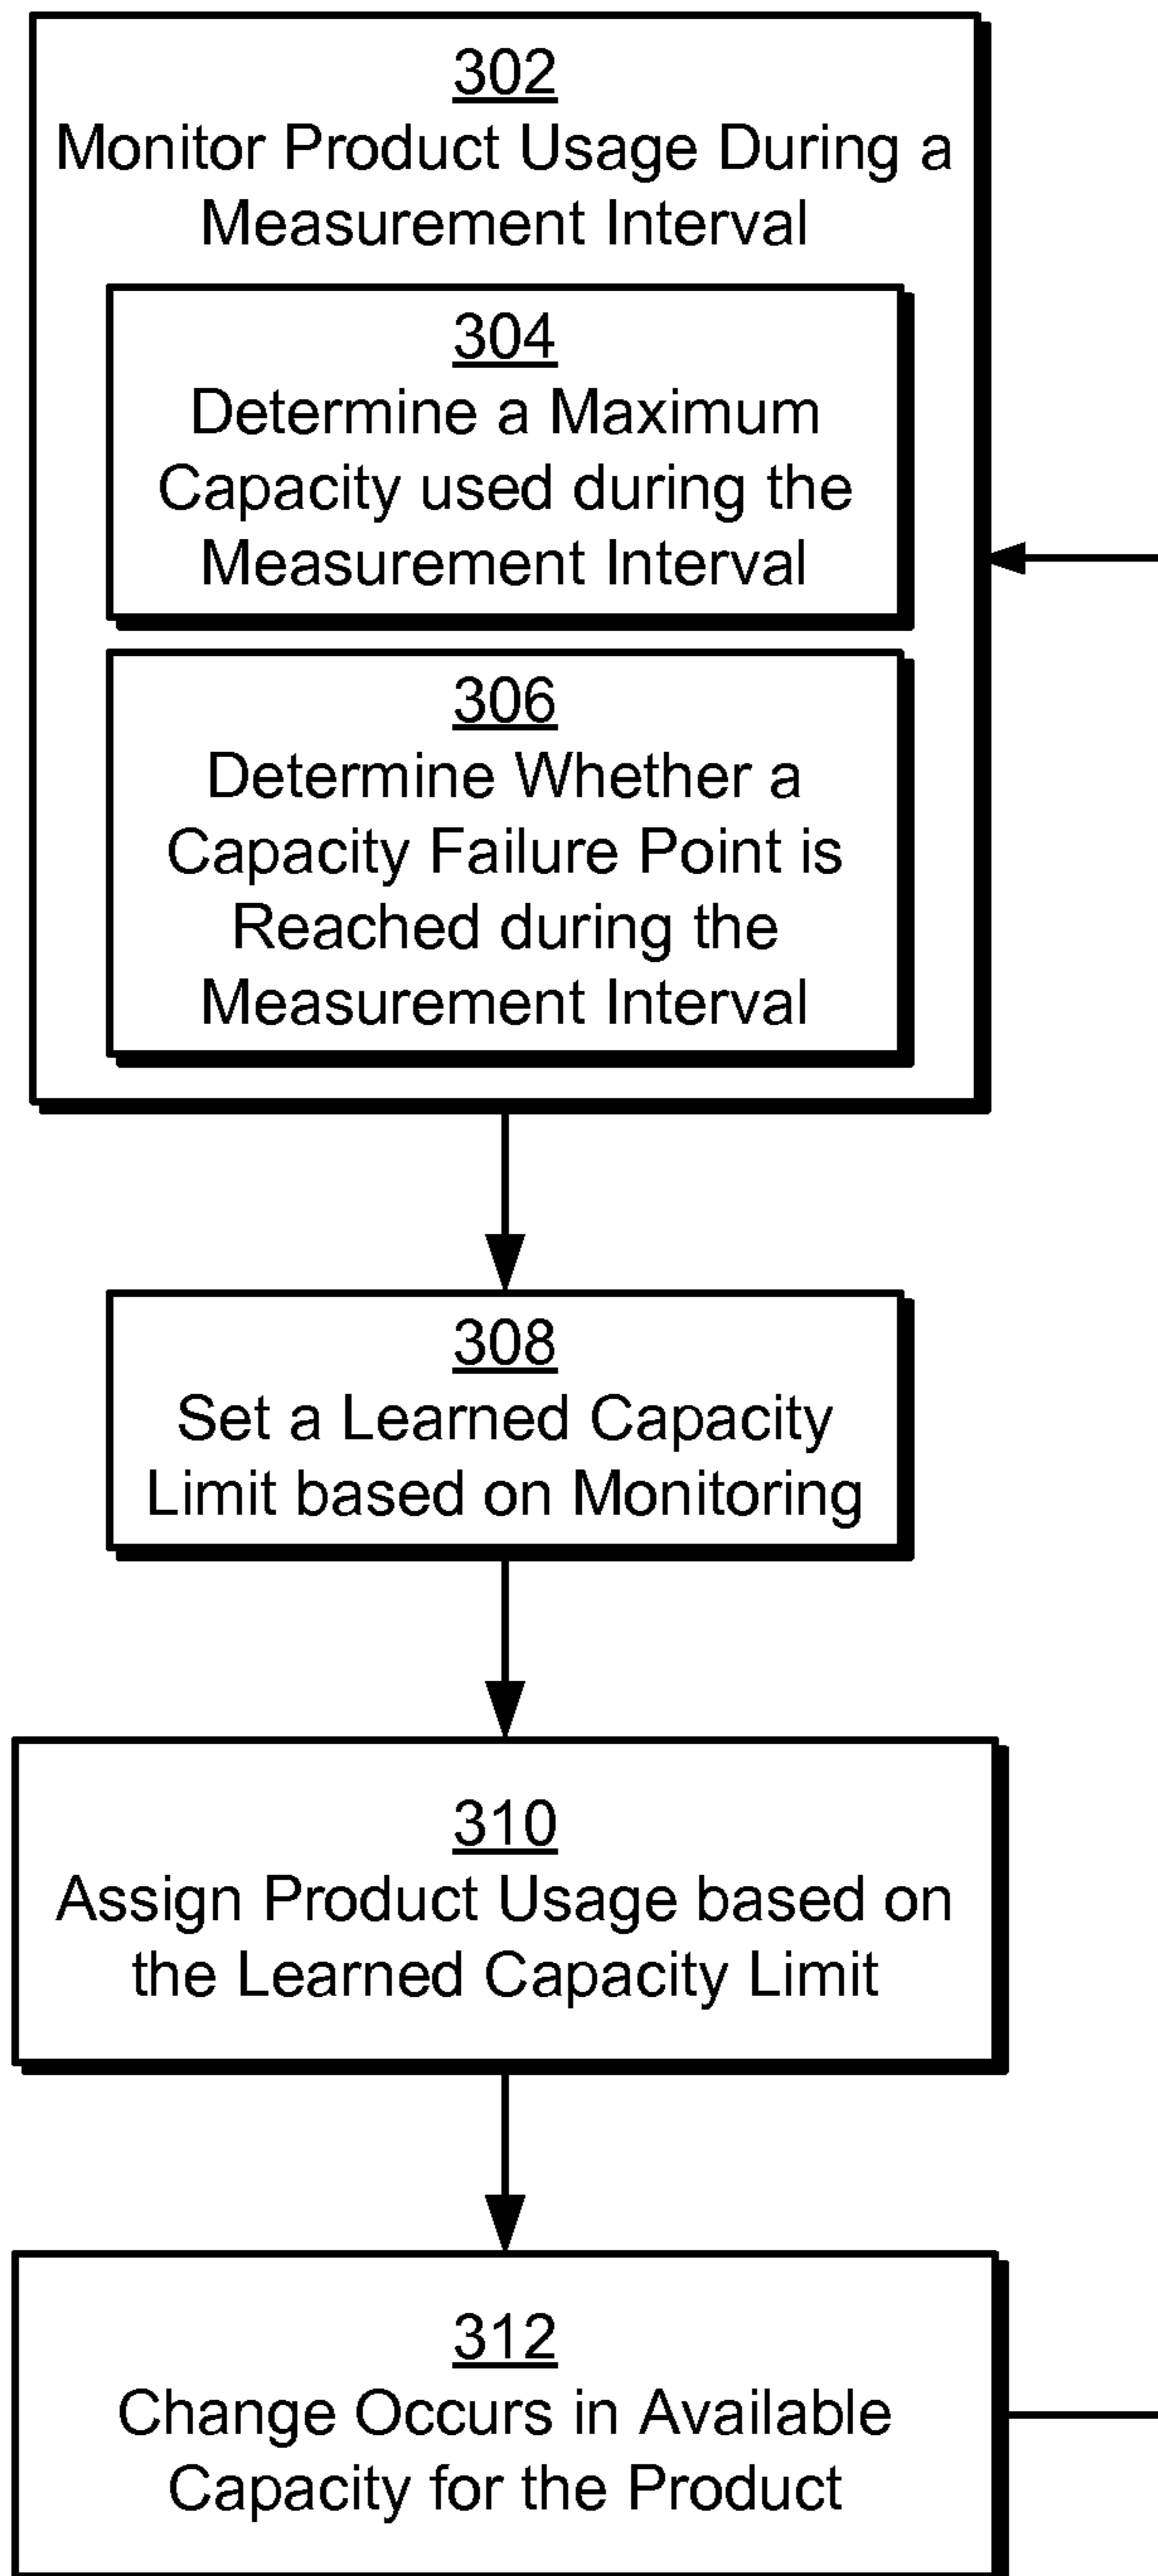 302
Monitor Product Usage During a
Measurement Interval
304
Determine a Maximum
Capacity used during the
Measurement Interval
306
Determine Whether a
Capacity Failure Point is
Reached during the
Measurement Interval
308
Set a Learned Capacity
Limit based on Monitoring
310
Assign Product Usage based on
the Learned Capacity Limit
312
Change Occurs in Available
Capacity for the Product